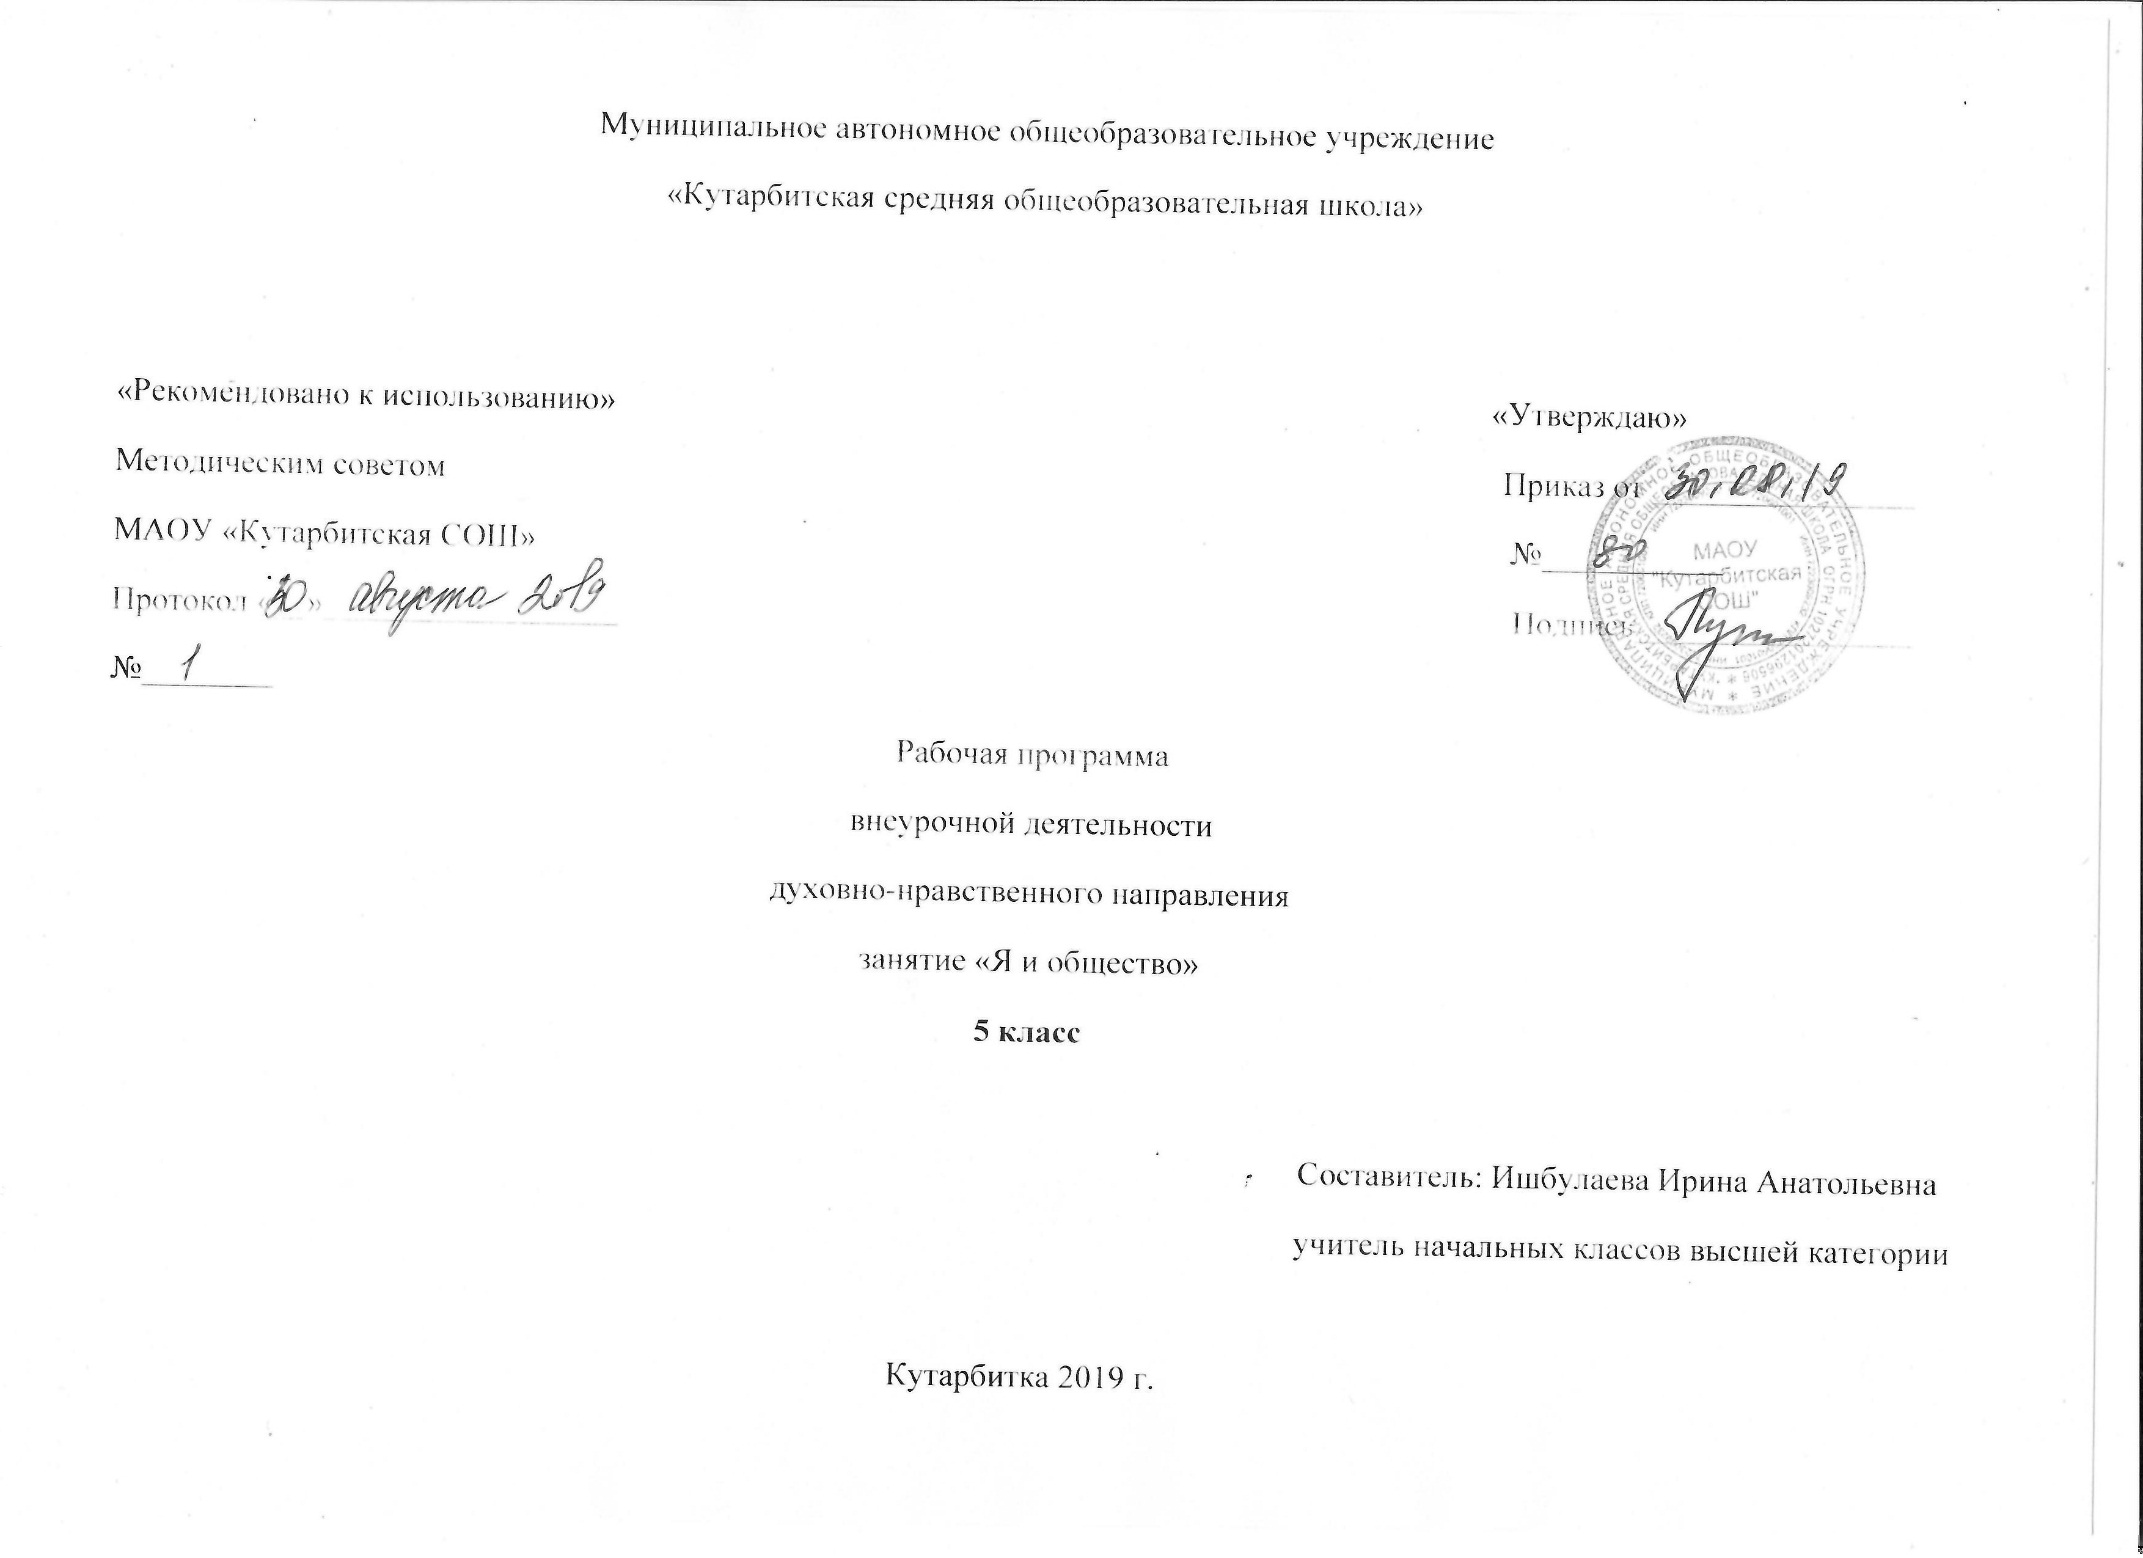 Муниципальное автономное общеобразовательное учреждение
«Кутарбитская средняя общеобразовательная школа»
«Рекомендовано к использованию»
Методическим советом
МАОУ «Кутарбитская СОШ»
Протокол «30» августа 2019
№ 1
«Утверждаю»
Приказ от 30.08.19
№ 80
Подпись
МАОУ
"Кутарбитская
СОШ"
Рабочая программа
внеурочной деятельности
духовно-нравственного направления
занятие «Я и общество»
5 класс
Составитель: Ишбулаева Ирина Анатольевна
учитель начальных классов высшей категории
Кутарбитка 2019 г.